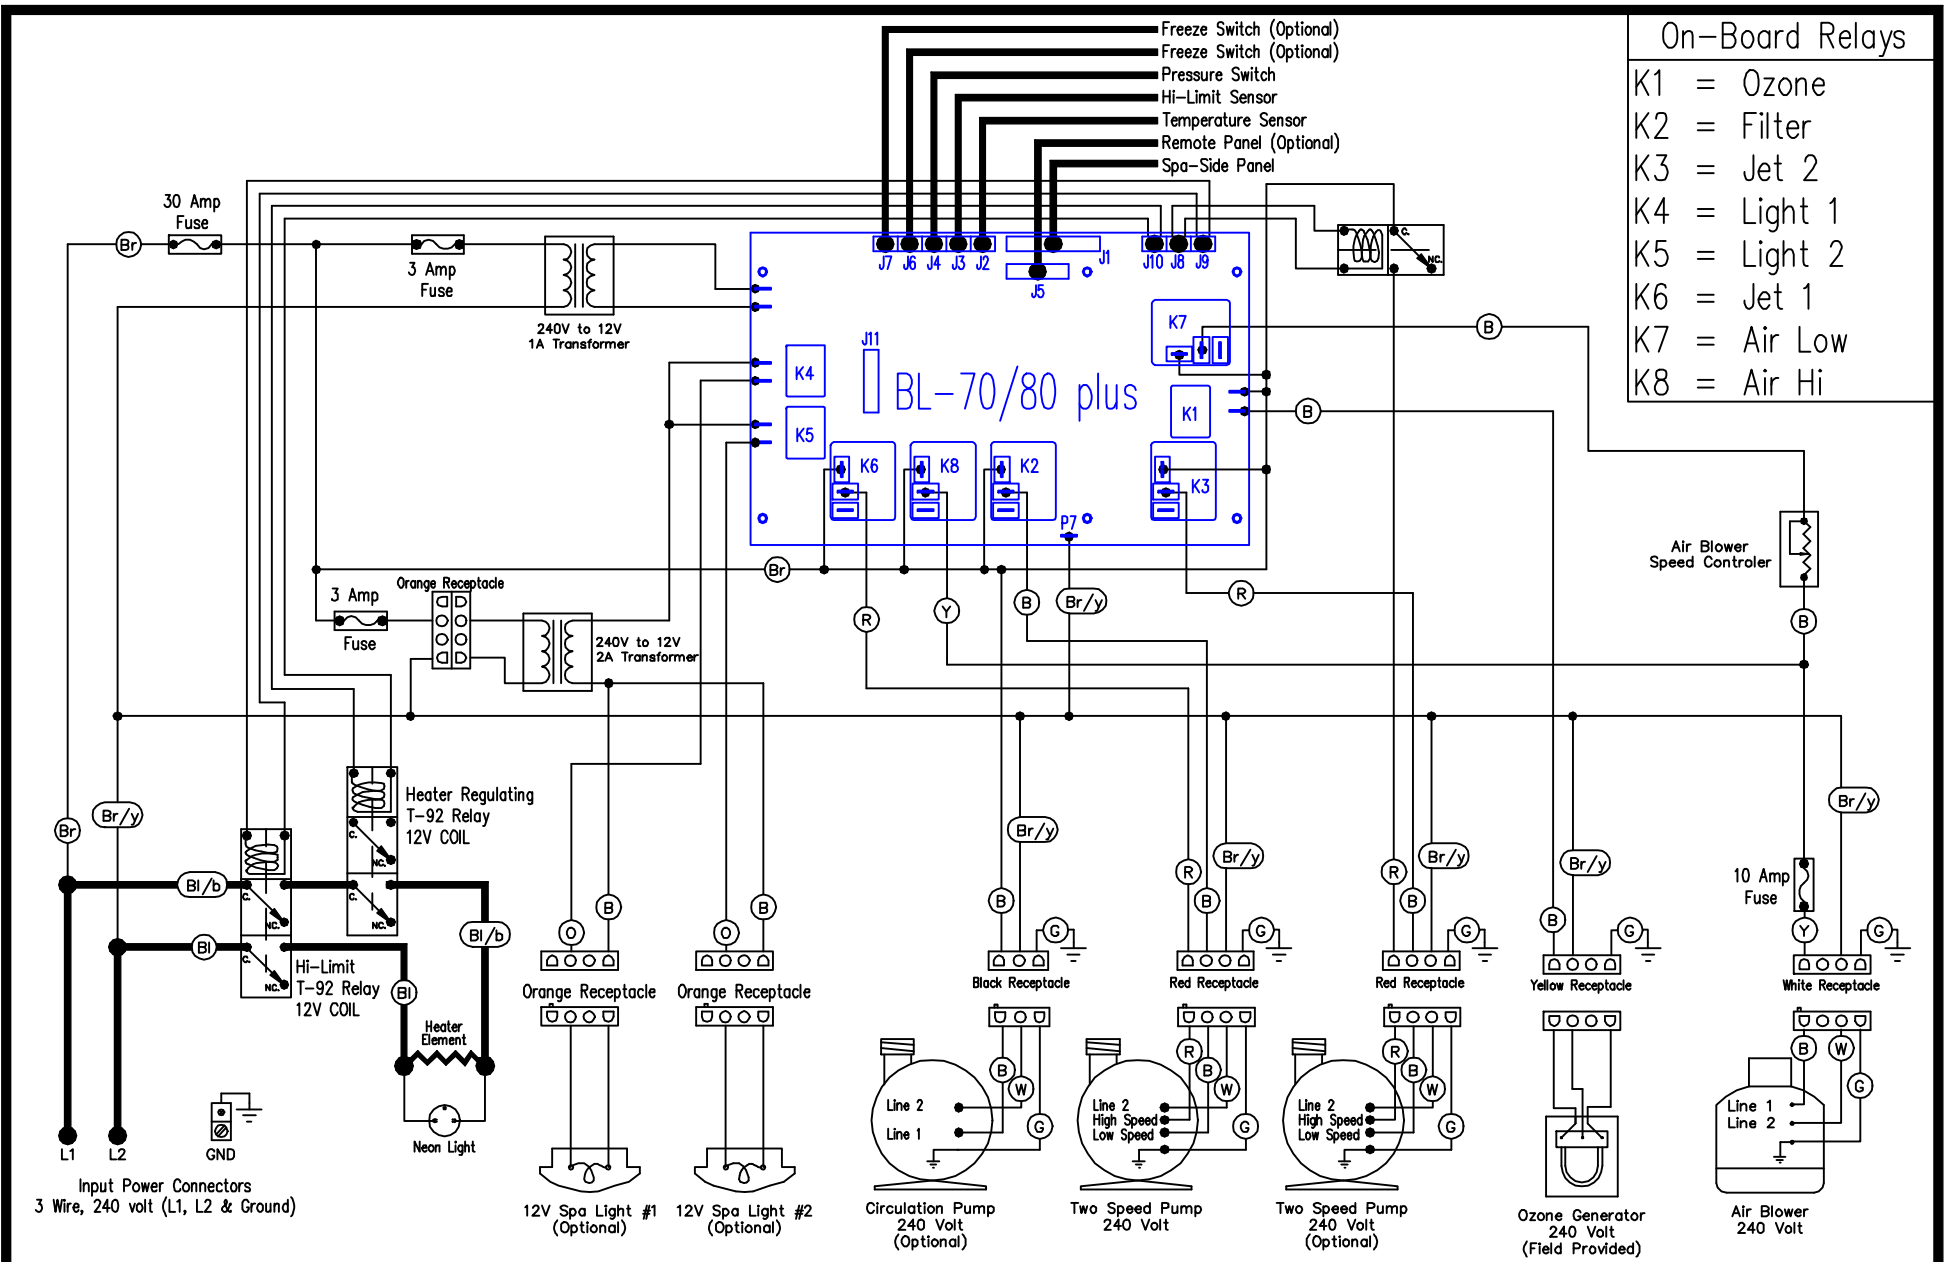 Freeze Switch (Optional)
Freeze Switch (Optional)
Pressure Switch
Hi-Limit Sensor
Temperature Sensor
Remote Panel (Optional)
Spa-Side Panel
On-Board Relays
K1 = Ozone
K2 = Filter
K3 = Jet 2
K4 = Light 1
K5 = Light 2
K6 = Jet 1
K7 = Air Low
K8 = Air Hi
30 Amp
Fuse
Br
3 Amp
Fuse
240V to 12V
1A Transformer
J7 J6 J4 J3 J2 J1 J10 J8 J9
J5
C.
NC.
K7
B
J11
K4
BL-70/80 plus
K1
B
K5
K6 K8 K2 K3
P7
Br
Air Blower
Speed Controler
Orange Receptacle
3 Amp
Fuse
240V to 12V
2A Transformer
R
Y
B
Br/y
R
B
Heater Regulating
T-92 Relay
12V COIL
C.
NC.
C.
NC.
Br
Br/y
Bl/b
C.
NC.
Bl
C.
NC.
Hi-Limit
T-92 Relay
12V COIL
Bl/b
Bl
Heater
Element
Neon Light
L1 L2 GND
Input Power Connectors
3 Wire, 240 volt (L1, L2 & Ground)
O B
Orange Receptacle
12V Spa Light #1
(Optional)
O B
Orange Receptacle
12V Spa Light #2
(Optional)
Br/y
B
G
Black Receptacle
B
W
G
Line 2
Line 1
Circulation Pump
240 Volt
(Optional)
Br/y
R
B
G
Red Receptacle
R
B
W
G
Line 2
High Speed
Low Speed
Two Speed Pump
240 Volt
Br/y
R
B
G
Red Receptacle
R
B
W
G
Line 2
High Speed
Low Speed
Two Speed Pump
240 Volt
(Optional)
Br/y
B
G
Yellow Receptacle
Ozone Generator
240 Volt
(Field Provided)
Br/y
10 Amp
Fuse
Y
G
White Receptacle
B W
G
Line 1
Line 2
Air Blower
240 Volt